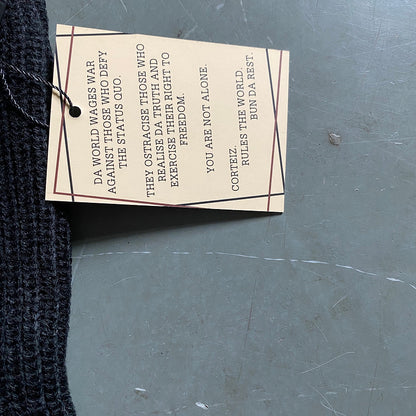 DA WORLD WAGES WAR
AGAINST THOSE WHO DEFY
THE STATUS QUO.
THEY OSTRACISE THOSE WHO
REALISE DA TRUTH AND
EXERCISE THEIR RIGHT TO
FREEDOM.
YOU ARE NOT ALONE.
CORTEIZ.
RULES THE WORLD.
BUN DA REST.